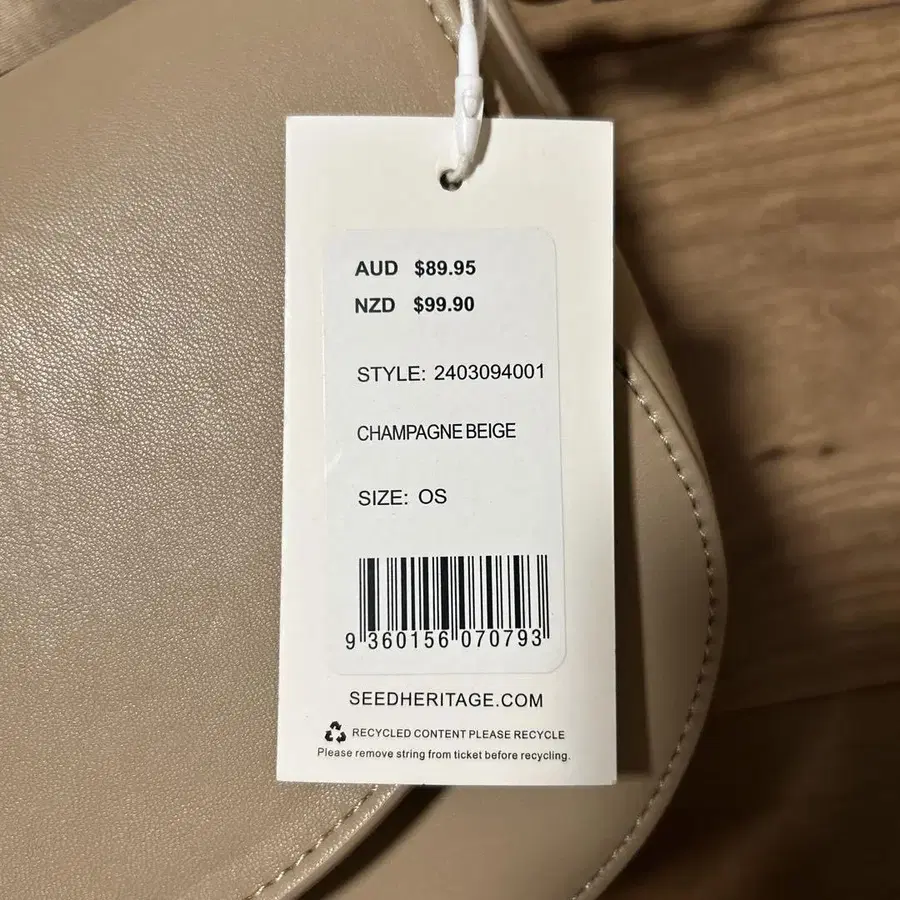 AUD $89.95
NZD $99.90
STYLE: 2403094001
CHAMPAGNE BEIGE
SIZE: OS
9 360156 070793
SEEDHERITAGE.COM
RECYCLED CONTENT PLEASE RECYCLE
Please remove string from ticket before recycling.